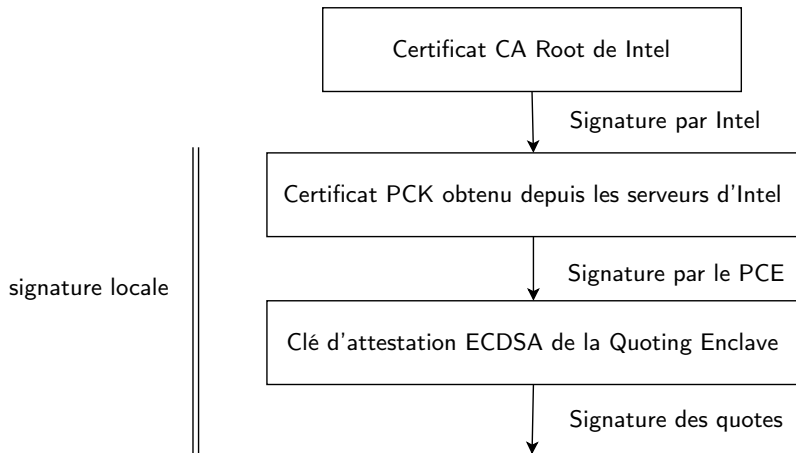 Certificat CA Root de Intel
Signature par Intel
Certificat PCK obtenu depuis les serveurs d'Intel
Signature par le PCE
signature locale
Clé d'attestation ECDSA de la Quoting Enclave
Signature des quotes